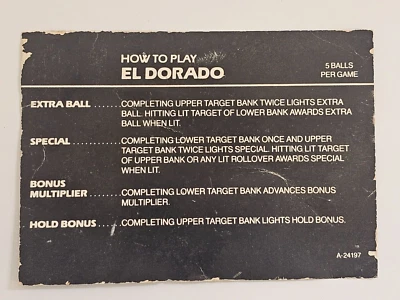 HOW TO PLAY
EL DORADO
5 BALLS
PER GAME
EXTRA BALL ......COMPLETING UPPER TARGET BANK TWICE LIGHTS EXTRA
BALL. HITTING LIT TARGET OF LOWER BANK AWARDS EXTRA
BALL WHEN LIT.
SPECIAL .........COMPLETING LOWER TARGET BANK ONCE AND UPPER
TARGET BANK TWICE LIGHTS SPECIAL. HITTING LIT TARGET
OF UPPER BANK OR ANY LIT ROLLOVER AWARDS SPECIAL
WHEN LIT.
BONUS
MULTIPLIER .......COMPLETING LOWER TARGET BANK ADVANCES BONUS
MULTIPLIER.
HOLD BONUS .....COMPLETING UPPER TARGET BANK LIGHTS HOLD BONUS.
A-24197